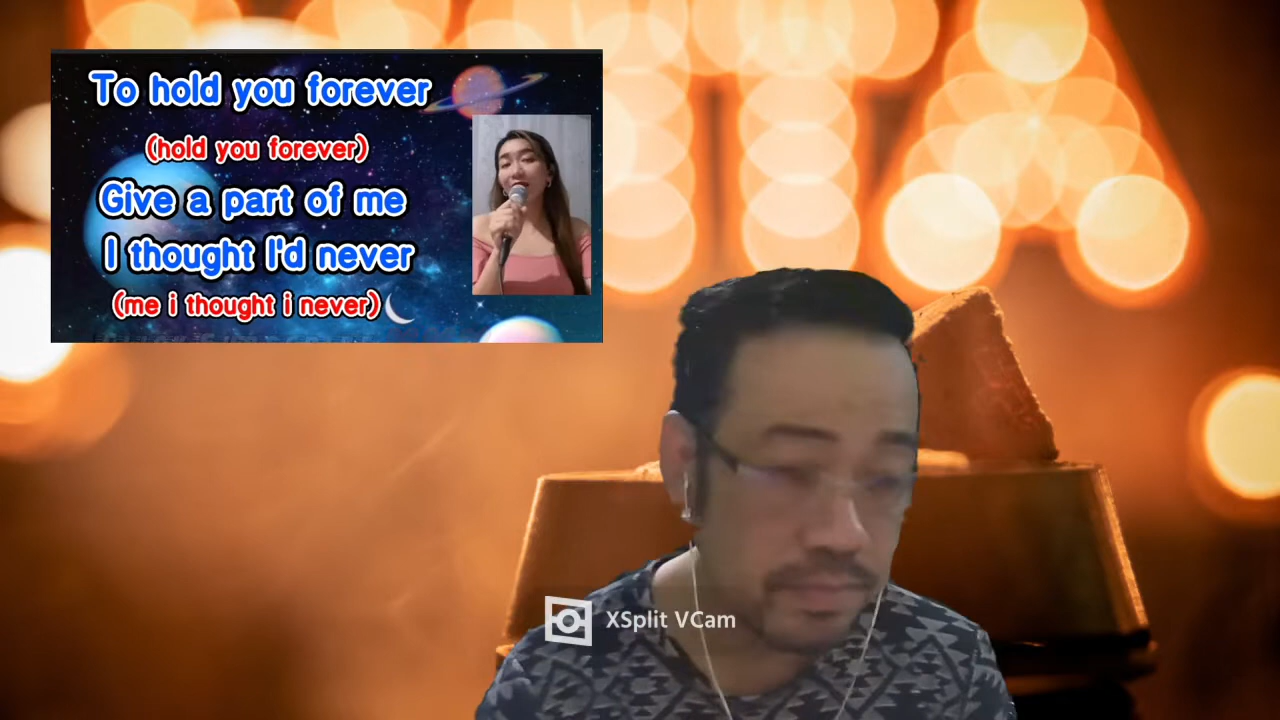 To hold you forever
(hold you forever)
Give a part of me
I thought I'd never
(me i thought i never)
XSplit VCam